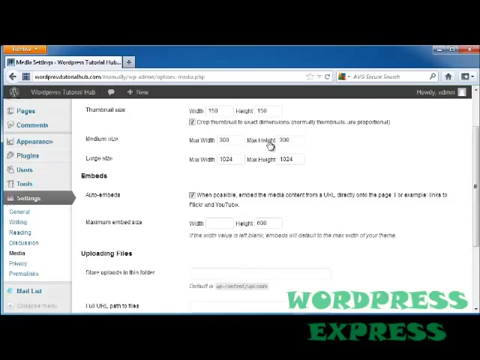 Firefox
Media Settings ‹ Wordpress Tutorial Hub...
wordpresstutorialhub.com/manually/wp-admin/options-media.php
AVG Secure Search
Wordpress Tutorial Hub
+ New
Howdy, admin
Pages
Comments
Appearance
Plugins
Users
Tools
Settings
General
Writing
Reading
Discussion
Media
Privacy
Permalinks
Mail List
Collapse menu
Thumbnail size
Width 150 Height 150
Crop thumbnail to exact dimensions (normally thumbnails are proportional)
Medium size
Max Width 300 Max Height 300
Large size
Max Width 1024 Max Height 1024
Embeds
Auto-embeds
When possible, embed the media content from a URL directly onto the page. For example: links to
Flickr and YouTube.
Maximum embed size
Width Height 600
If the width value is left blank, embeds will default to the max width of your theme.
Uploading Files
Store uploads in this folder
Default is wp-content/uploads
Full URL path to files
WORDPRESS
EXPRESS